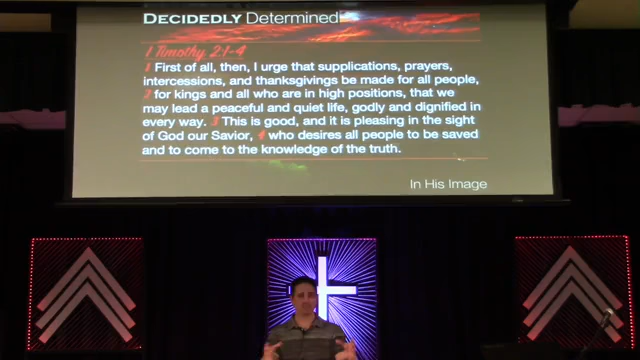 DECIDEDLY Determined
1 Timothy 2:1-4
1 First of all, then, I urge that supplications, prayers,
intercessions, and thanksgivings be made for all people,
2 for kings and all who are in high positions, that we
may lead a peaceful and quiet life, godly and dignified in
every way. 3 This is good, and it is pleasing in the sight
of God our Savior, 4 who desires all people to be saved
and to come to the knowledge of the truth.
In His Image